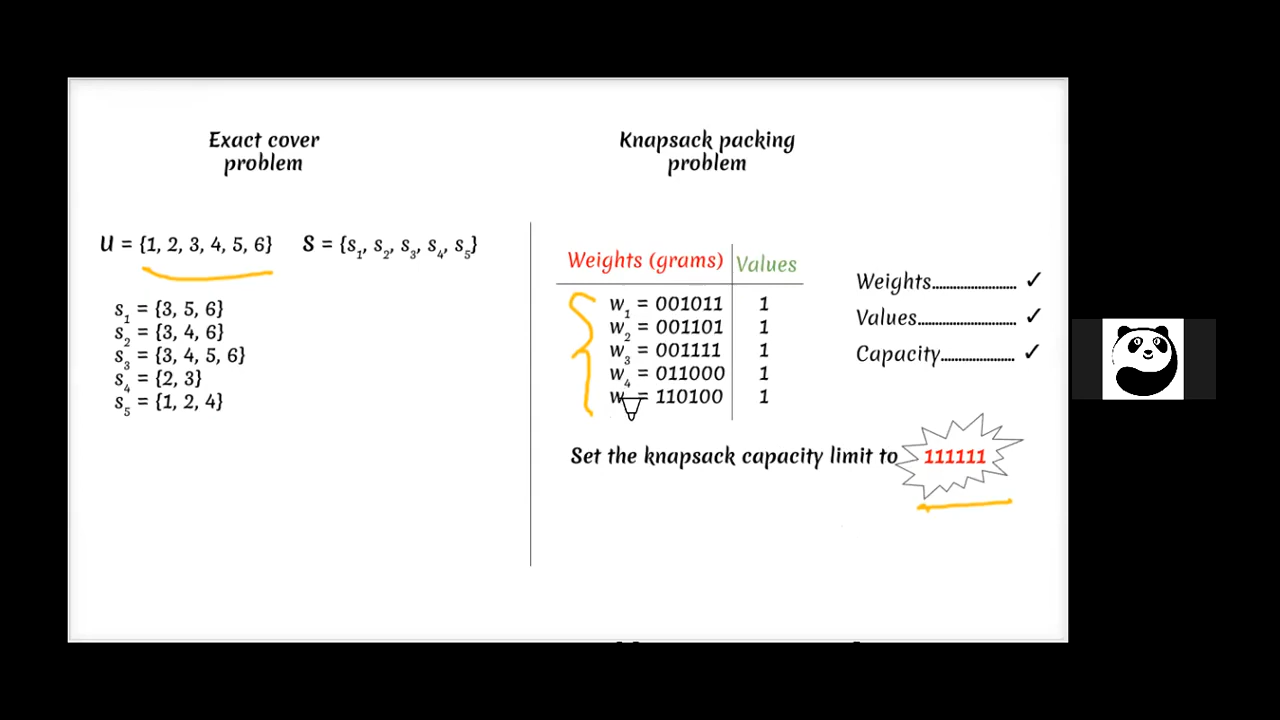 Exact cover
problem
U = {1, 2, 3, 4, 5, 6} S = {s1, s2, s3, s4, s5}
s1 = {3, 5, 6}
s2 = {3, 4, 6}
s3 = {3, 4, 5, 6}
s4 = {2, 3}
s5 = {1, 2, 4}
Knapsack packing
problem
Weights (grams) Values
w1 = 001011 1
w2 = 001101 1
w3 = 001111 1
w4 = 011000 1
w = 110100 1
Weights........................ ✓
Values............................ ✓
Capacity..................... ✓
Set the knapsack capacity limit to 111111